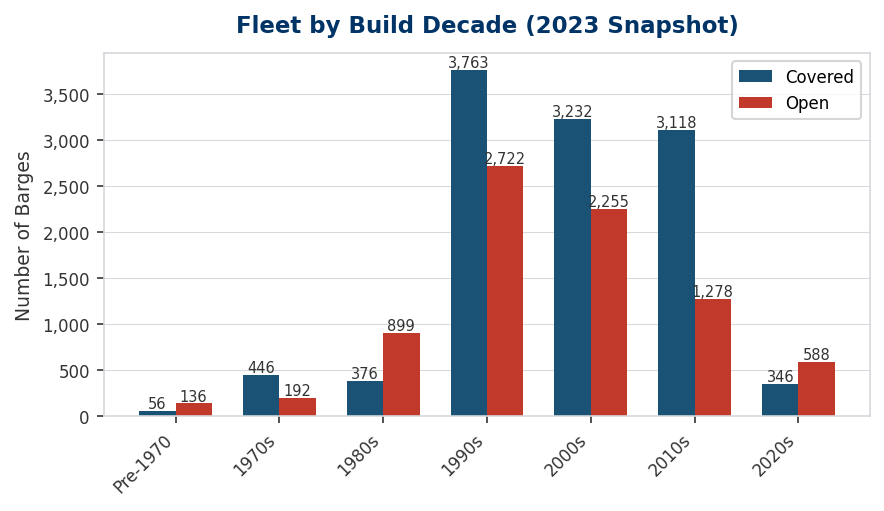 Fleet by Build Decade (2023 Snapshot)
Number of Barges
3,500
3,000
2,500
2,000
1,500
1,000
500
0
Covered
Open
56
136
446
192
376
899
3,763
2,722
3,232
2,255
3,118
1,278
346
588
Pre-1970
1970s
1980s
1990s
2000s
2010s
2020s